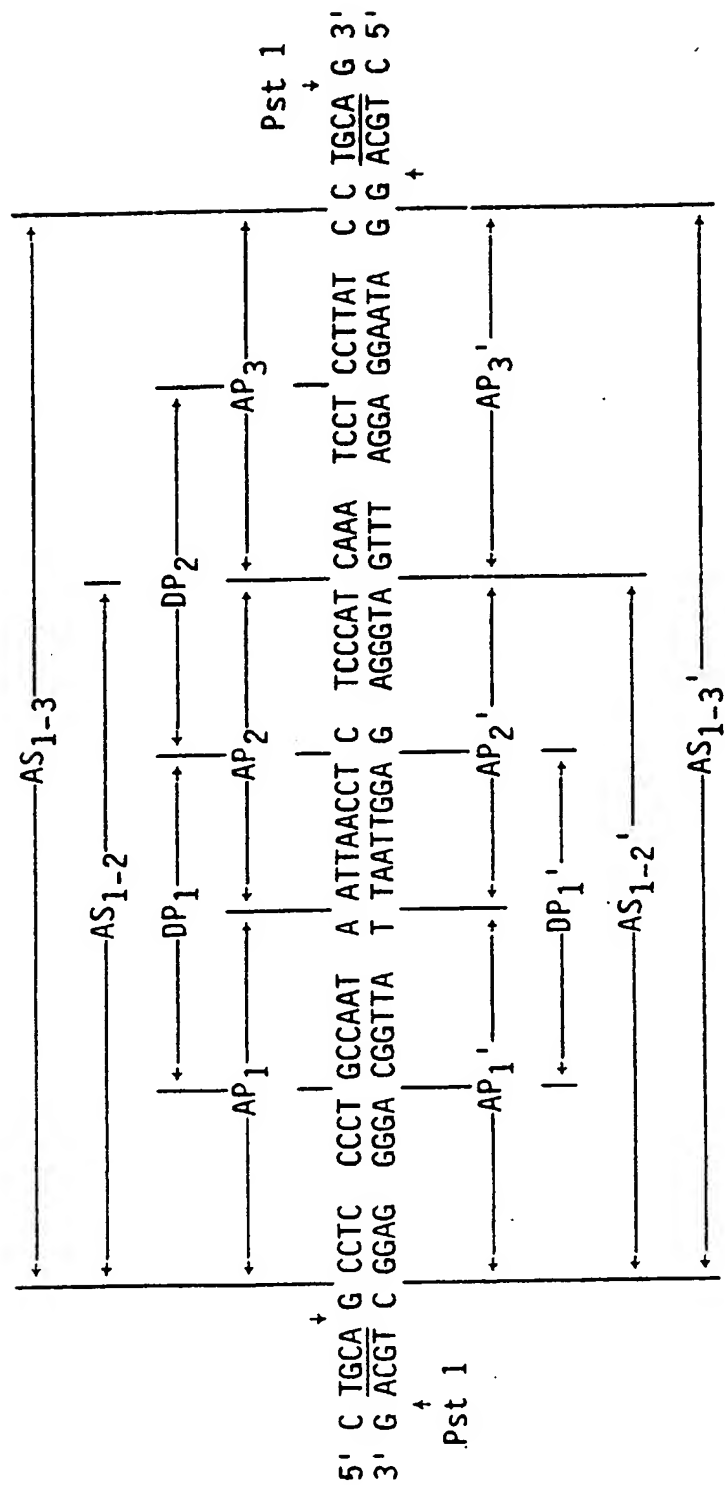 AS1-3
AS1-2
DP1 DP2
AP1 AP2 AP3
Pst 1
5' C TGCA G CCTC CCCT GCCAAT A ATTAACCT C TCCCAT CAAA TCCT CCTTAT C C TGCA G 3'
3' G ACGT C GGAG GGGA CGGTTA T TAATTGGA G AGGGTA GTTT AGGA GGAATA G G ACGT C 5'
Pst 1
AP1' AP2' AP3'
DP1'
AS1-2'
AS1-3'